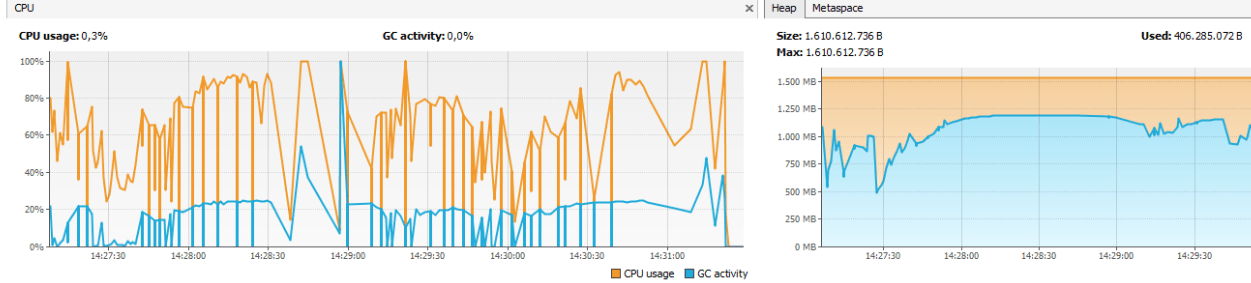 CPU
CPU usage: 0,3%
GC activity: 0,0%
100%
80%
60%
40%
20%
0%
14:27:30
14:28:00
14:28:30
14:29:00
14:29:30
14:30:00
14:30:30
14:31:00
CPU usage
GC activity
Heap
Metaspace
Size: 1.610.612.736 B
Used: 406.285.072 B
Max: 1.610.612.736 B
1.500 MB
1.250 MB
1.000 MB
750 MB
500 MB
250 MB
0 MB
14:27:30
14:28:00
14:28:30
14:29:00
14:29:30